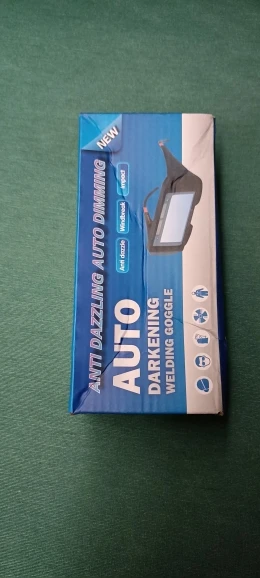 NEW
ANTI DAZZLING AUTO DIMMING
Anti dazzle Windbreak impact
AUTO
DARKENING
WELDING GOGGLE